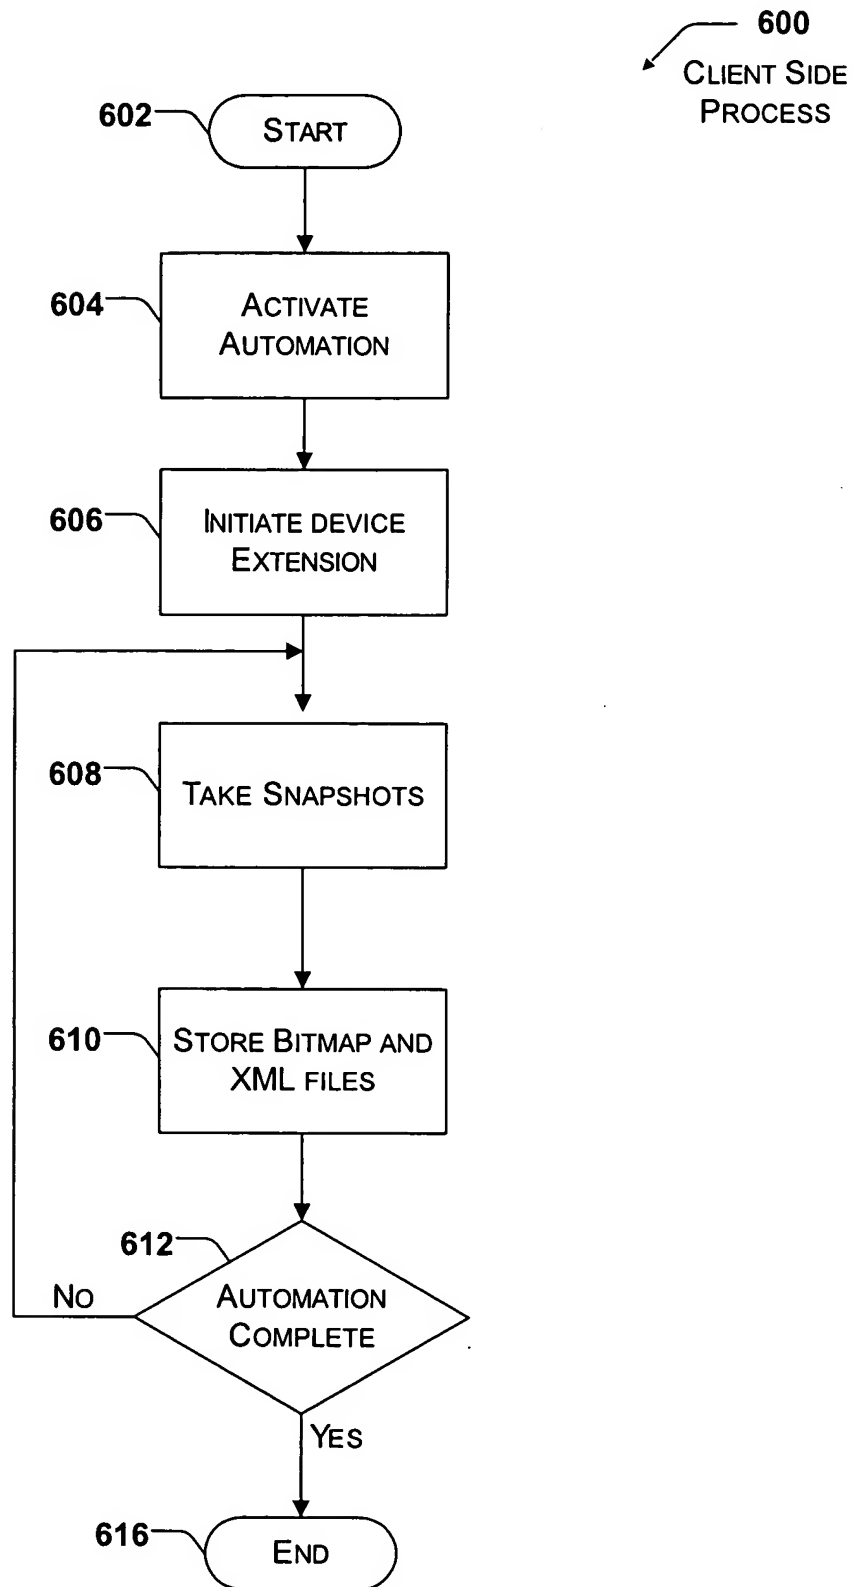 600
CLIENT SIDE
PROCESS
602
START
604
ACTIVATE
AUTOMATION
606
INITIATE DEVICE
EXTENSION
608
TAKE SNAPSHOTS
610
STORE BITMAP AND
XML FILES
612
NO
AUTOMATION
COMPLETE
YES
616
END